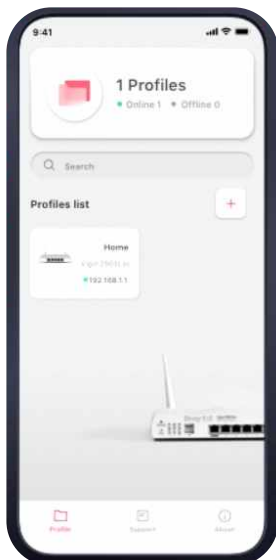 9:41
1 Profiles
Online 1 Offline 0
Search
Profiles list
+
Home
192.168.1.1
Profile
Support
About